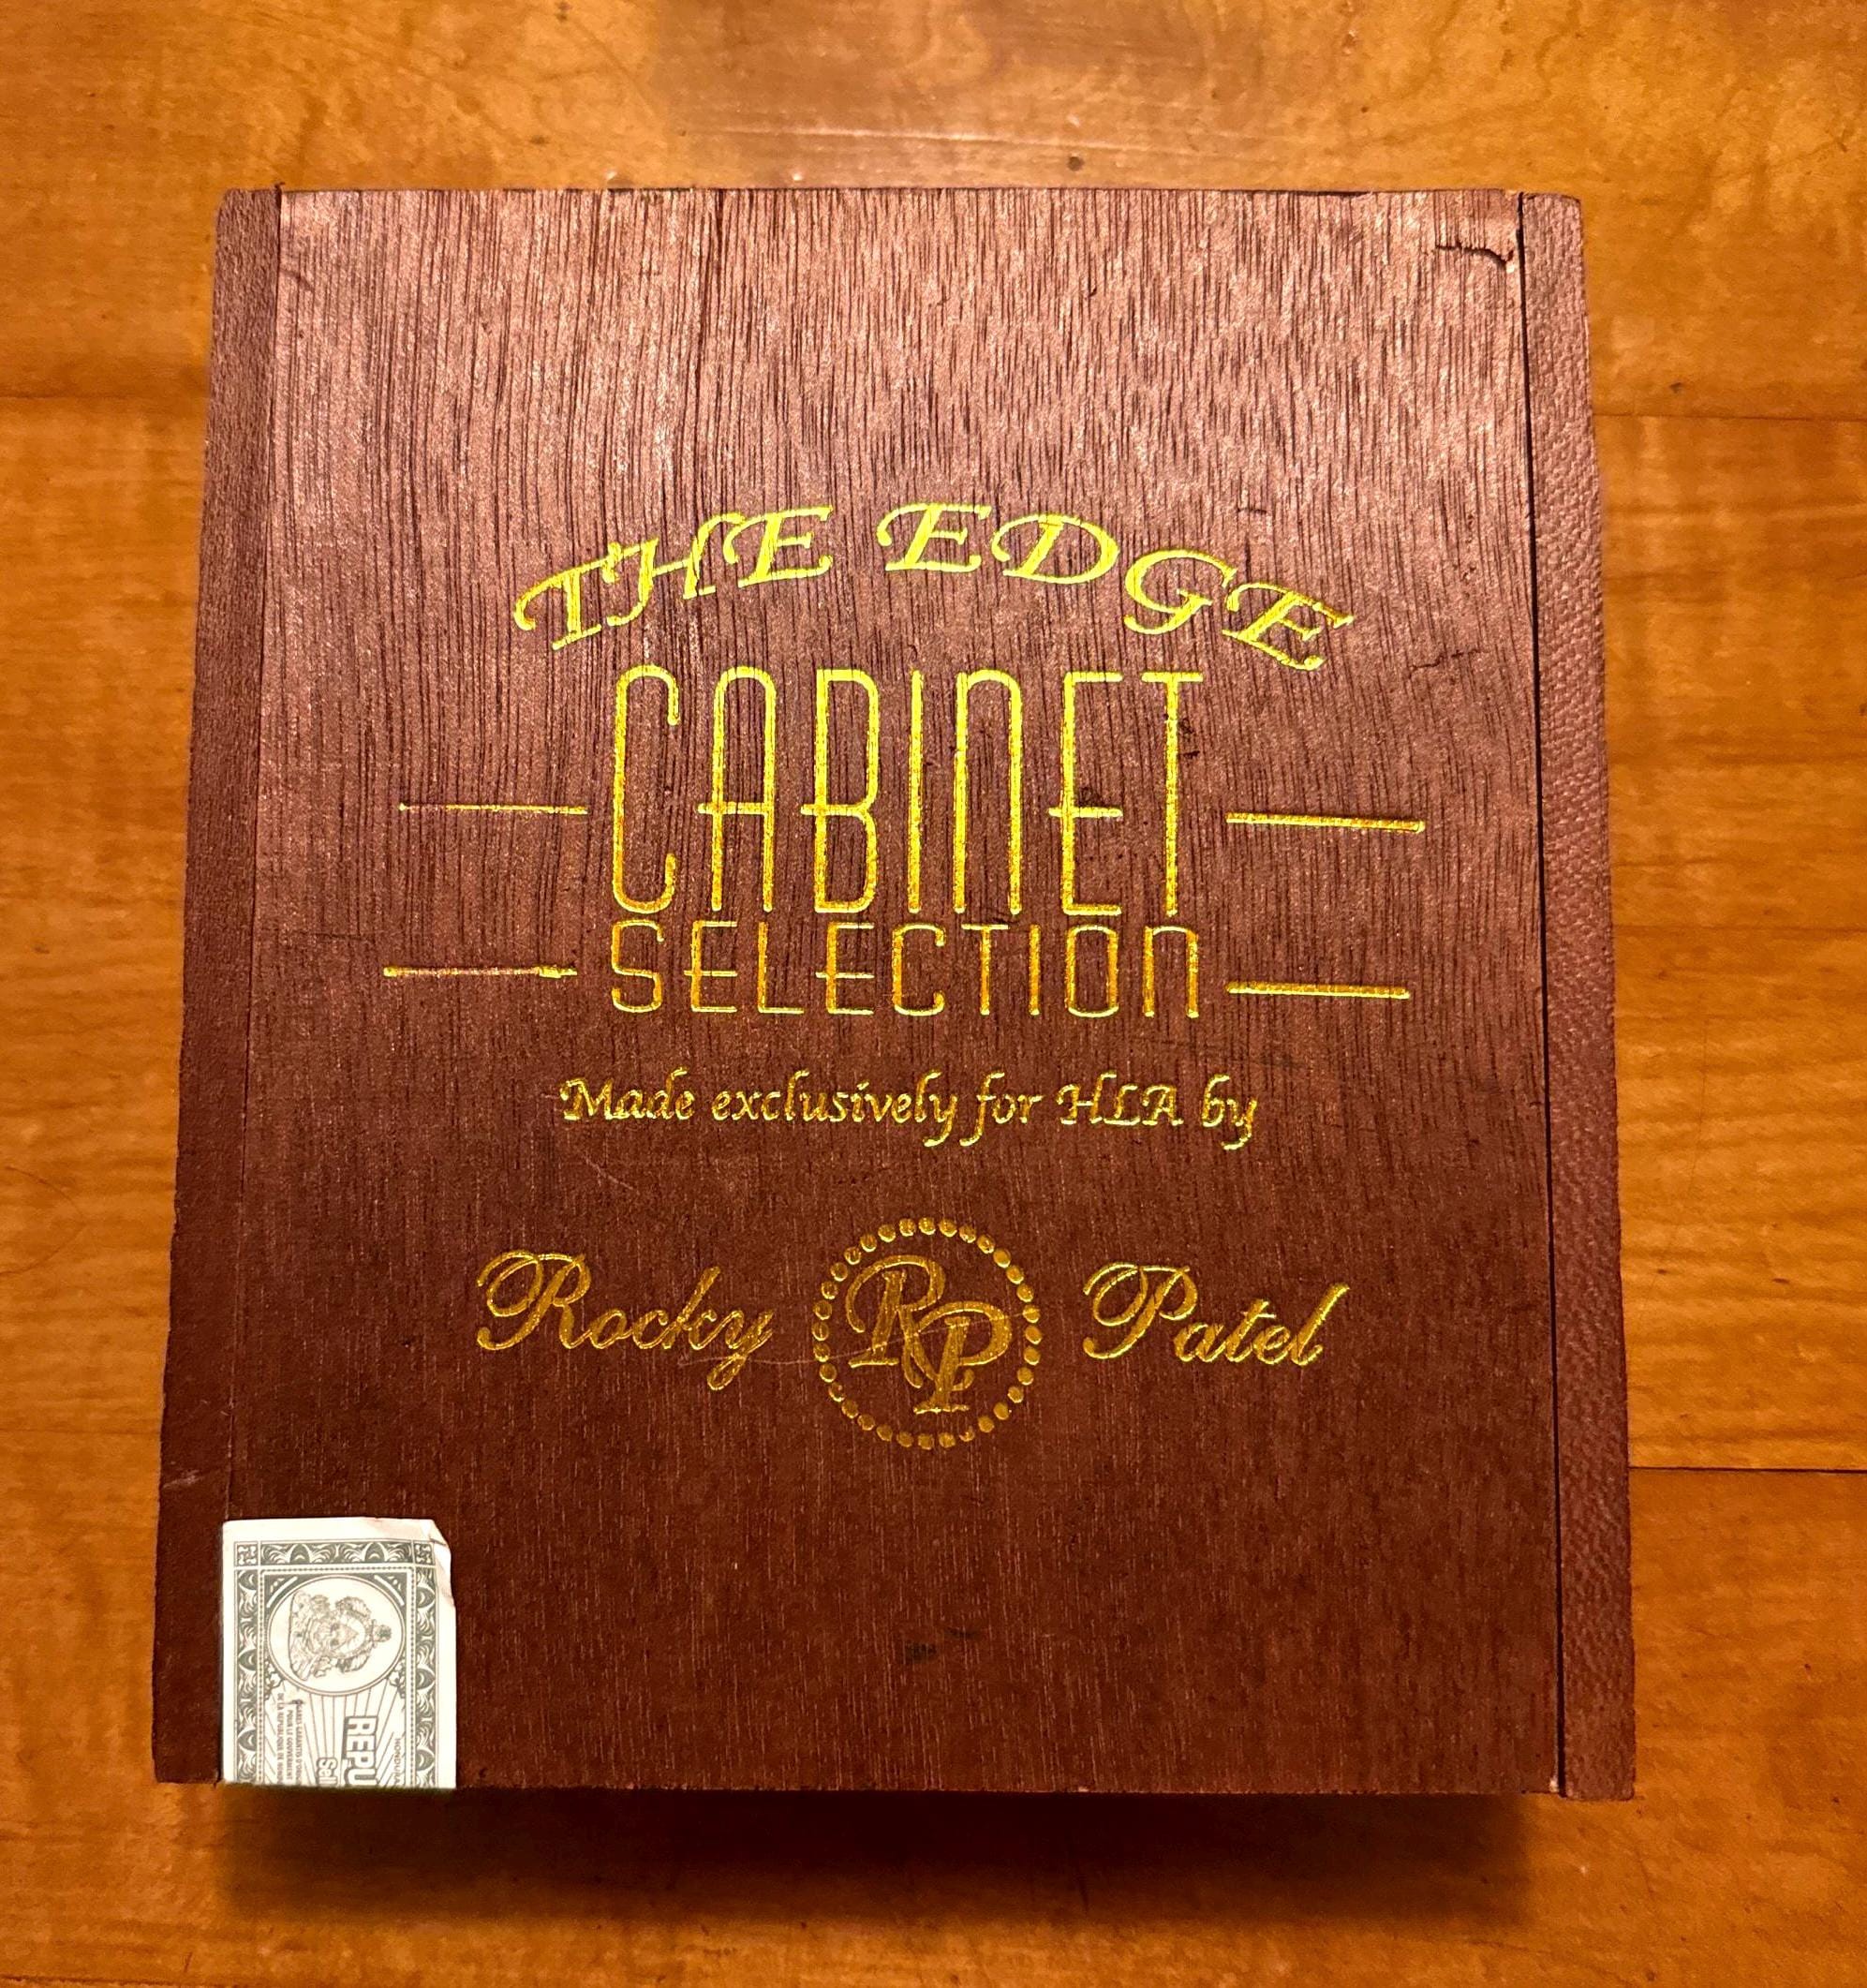 THE EDGE
CABINET
SELECTION
Made exclusively for HLA by
Rocky RP Patel
REPU